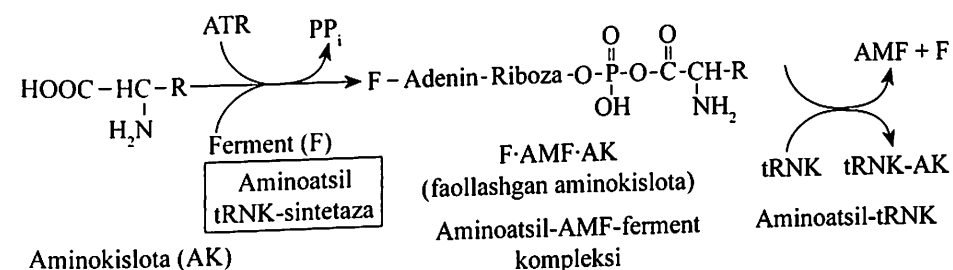 ATR
PPi
O
O
AMF + F
HOOC–HC–R
F–Adenin-Riboza–O–P–O–C–CH–R
H2N
OH
NH2
Ferment (F)
F·AMF·AK
tRNK
tRNK-AK
(faollashgan aminokislota)
Aminoatsil
tRNK-sintetaza
Aminoatsil-tRNK
Aminoatsil-AMF-ferment
kompleksi
Aminokislota (AK)